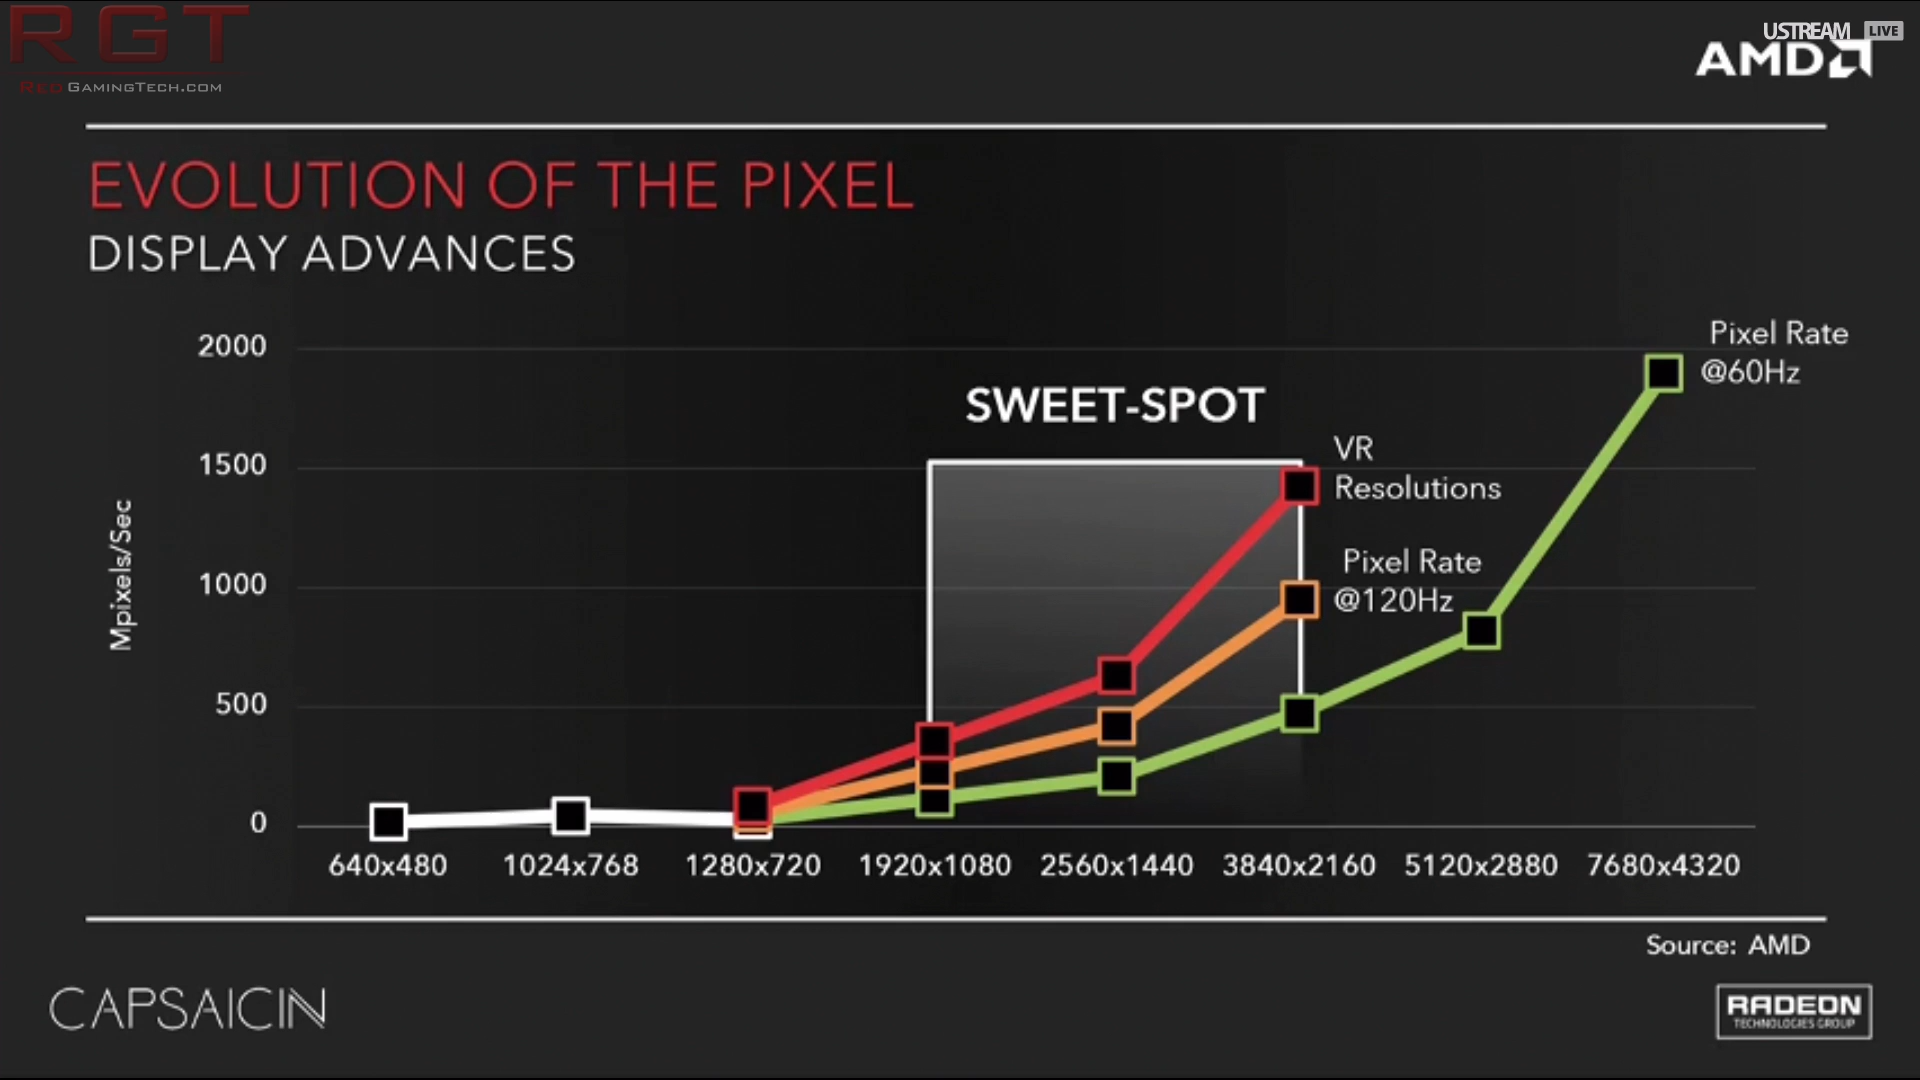 RGT
REDGAMINGTECH.COM
USTREAM LIVE
AMD
EVOLUTION OF THE PIXEL
DISPLAY ADVANCES
Mpixels/Sec
2000
1500
1000
500
0
SWEET-SPOT
Pixel Rate
@60Hz
VR
Resolutions
Pixel Rate
@120Hz
640x480 1024x768 1280x720 1920x1080 2560x1440 3840x2160 5120x2880 7680x4320
Source: AMD
CAPSAICIN
RADEON
TECHNOLOGIES GROUP